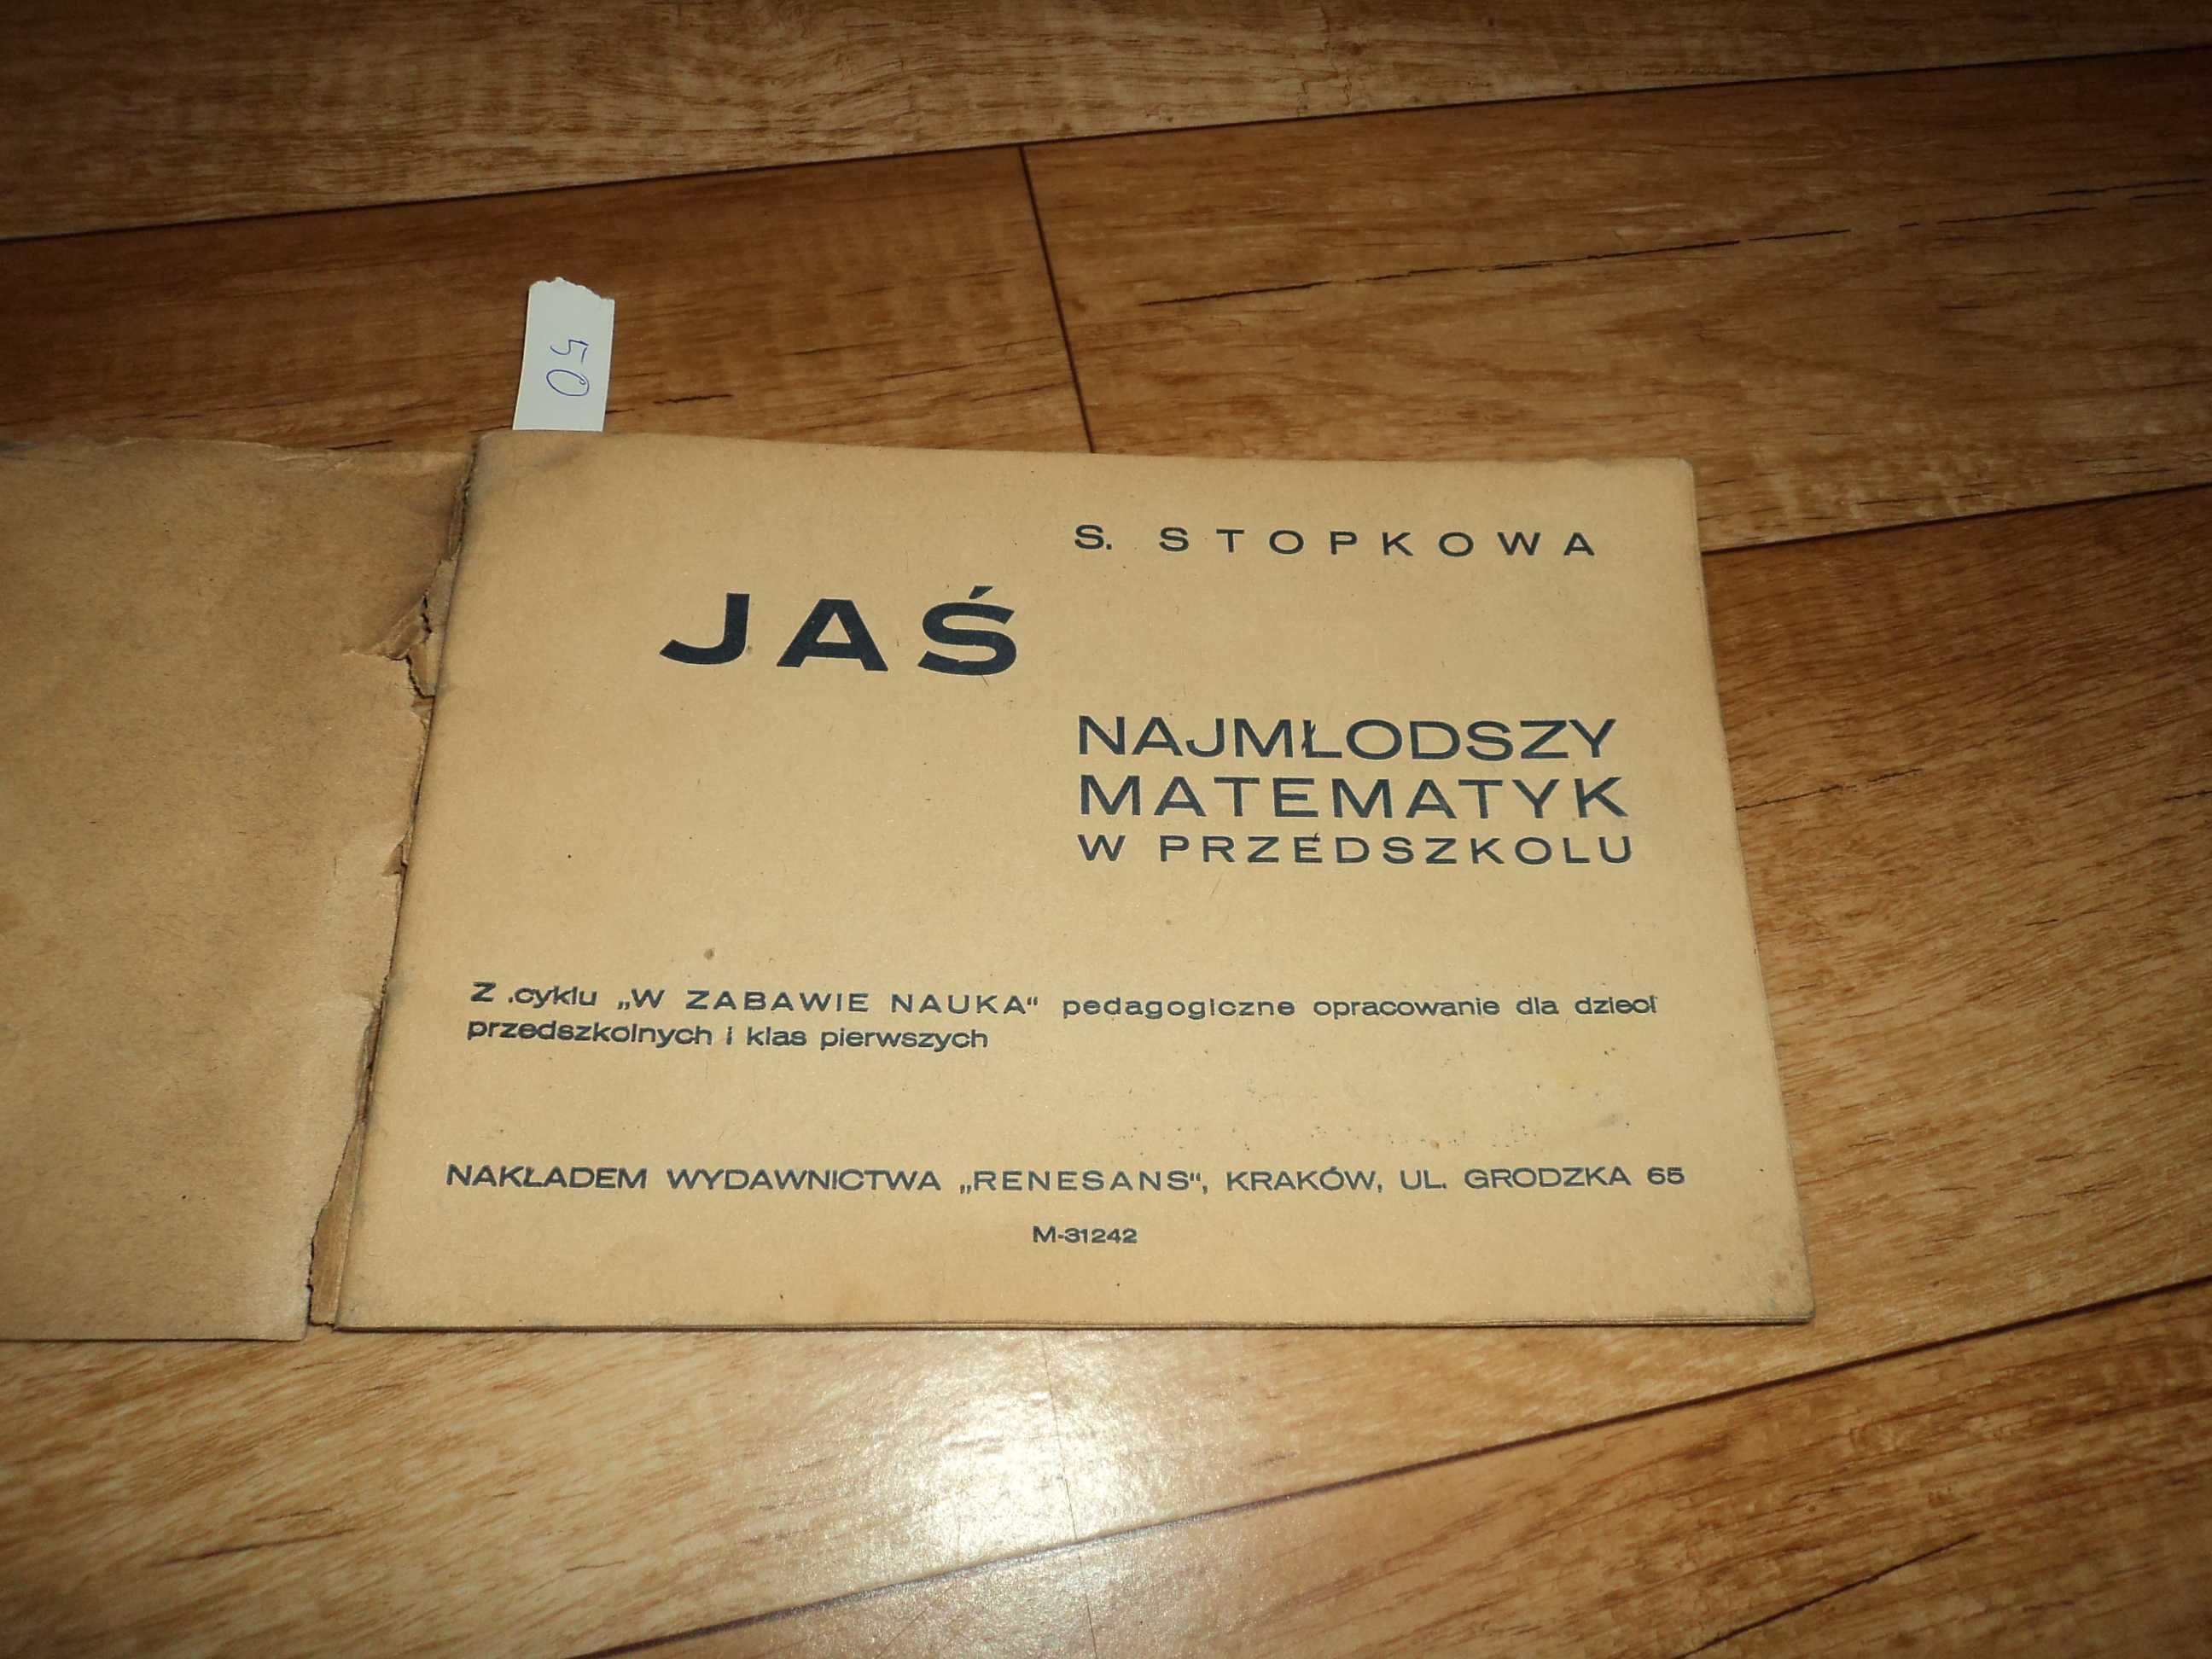 50
S. STOPKOWA
JAŚ
NAJMŁODSZY
MATEMATYK
W PRZEDSZKOLU
Z cyklu „W ZABAWIE NAUKA" pedagogiczne opracowanie dla dzieci
przedszkolnych i klas pierwszych
NAKŁADEM WYDAWNICTWA „RENESANS", KRAKÓW, UL. GRODZKA 65
M-31242